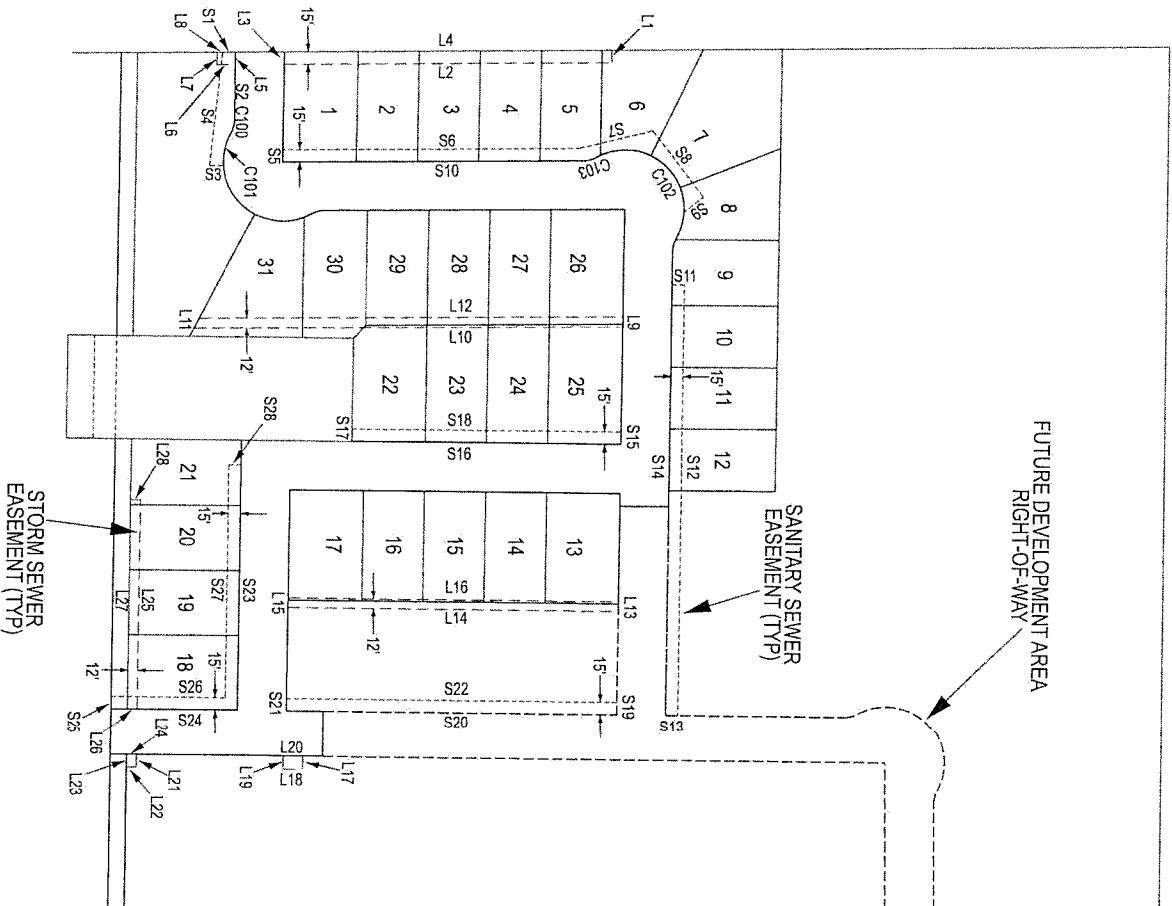 L8
S1
L3
15'
L4
L1
L2
L7
L6
L5
S2 C100
S4
S3
C101
15'
S5
S6
S10
1
2
3
4
5
6
7
8
S7
S8
S9
C103
C102
9
10
11
12
S11
15'
S12
S14
S13
31
30
29
28
27
26
L11
L12
L9
L10
12'
22
23
24
25
15'
S17
S18
S15
S16
S28
L28
21
20
19
18
15'
S27
S23
L27
L25
12'
15'
S26
S24
S25
L26
L24
L23
L22
L21
17
16
15
14
13
L15
L16
L13
L14
12'
15'
S21
S22
S19
S20
L20
L19
L18
L17
FUTURE DEVELOPMENT AREA
RIGHT-OF-WAY
SANITARY SEWER
EASEMENT (TYP)
STORM SEWER
EASEMENT (TYP)